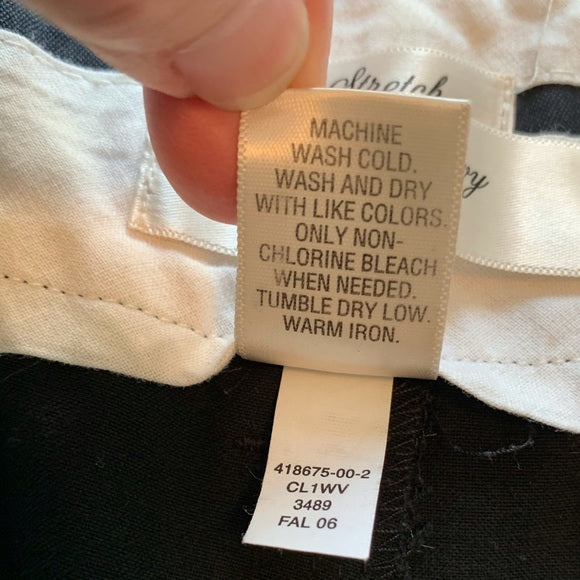 Stretch
MACHINE
WASH COLD.
WASH AND DRY
WITH LIKE COLORS.
ONLY NON-
CHLORINE BLEACH
WHEN NEEDED.
TUMBLE DRY LOW.
WARM IRON.
418675-00-2
CL1WV
3489
FAL 06